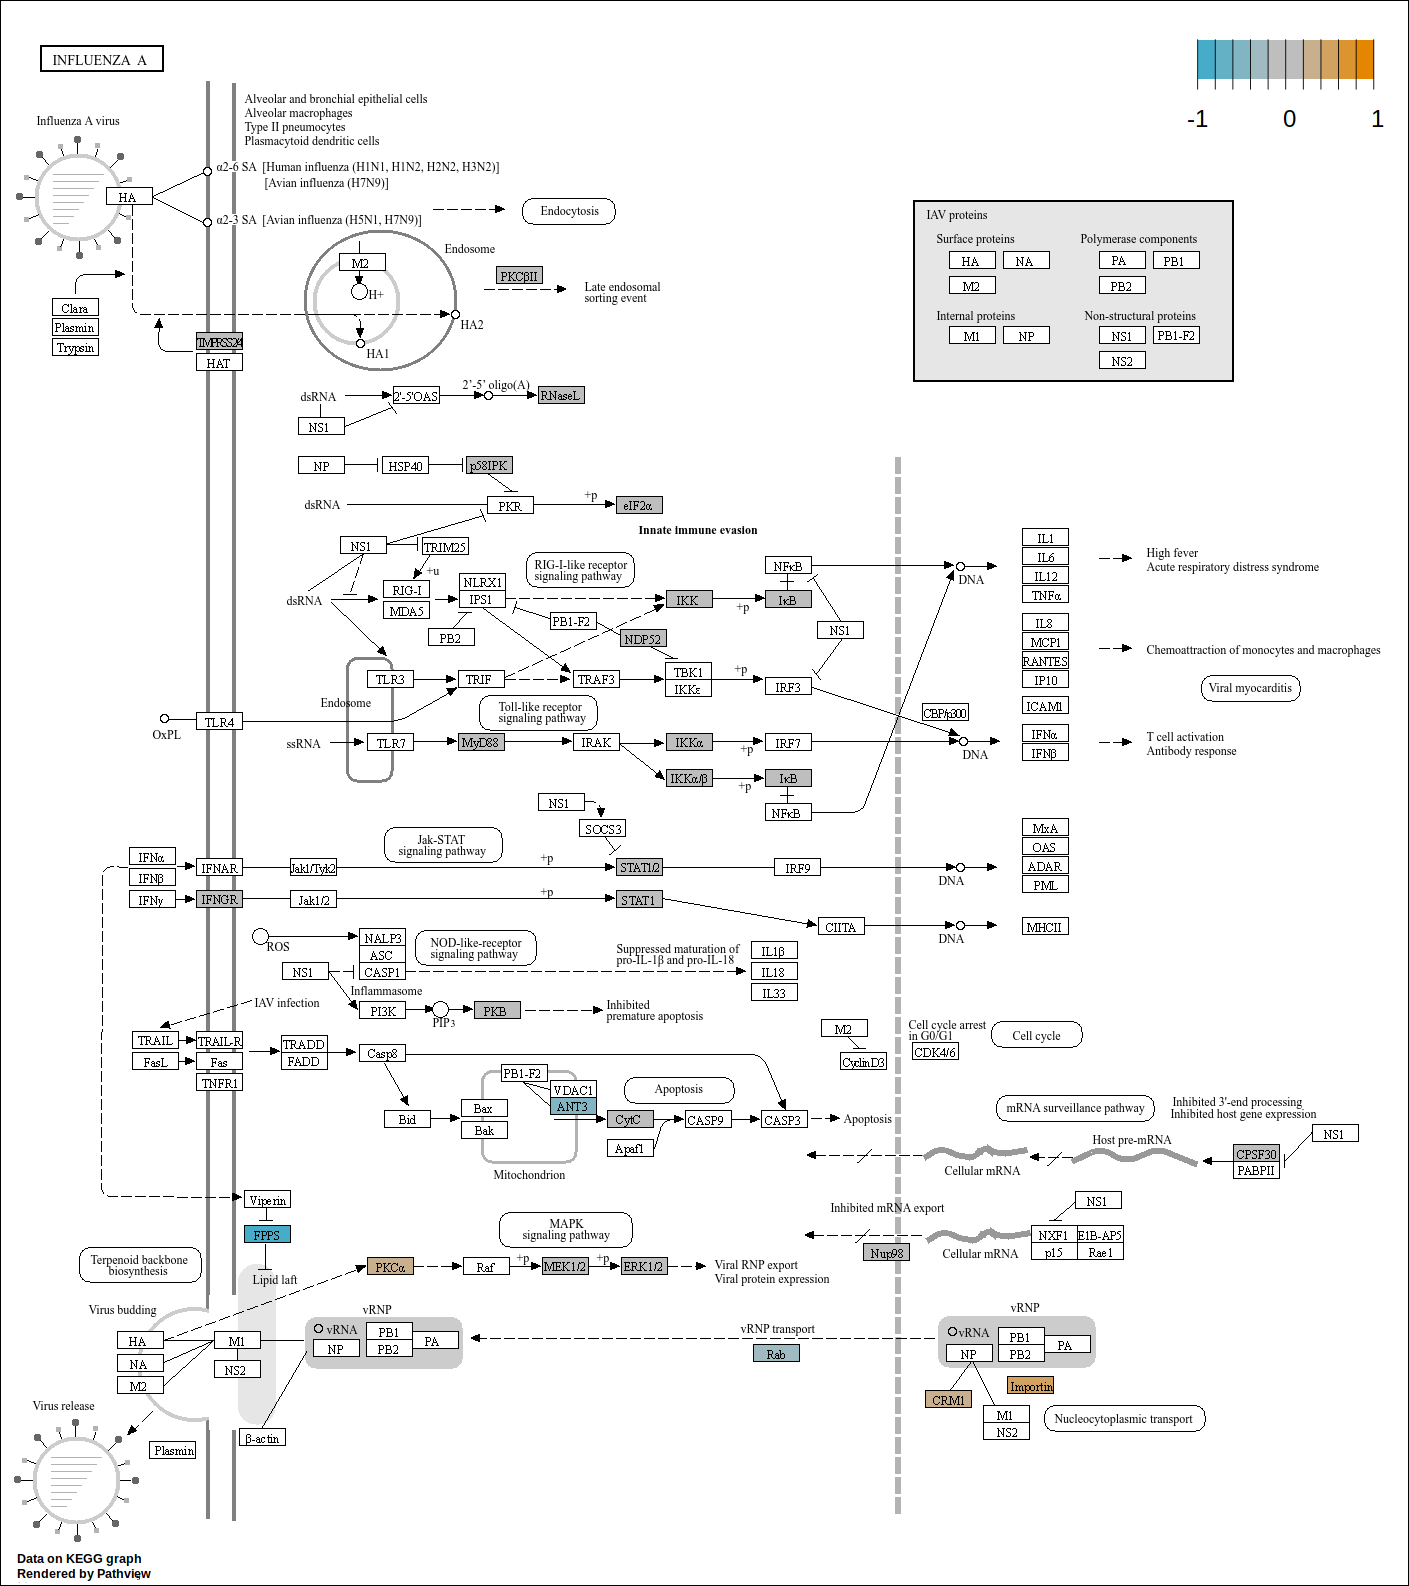 INFLUENZA A
-1
0
1
Alveolar and bronchial epithelial cells
Alveolar macrophages
Type II pneumocytes
Plasmacytoid dendritic cells
Influenza A virus
α2-6 SA [Human influenza (H1N1, H1N2, H2N2, H3N2)]
[Avian influenza (H7N9)]
HA
α2-3 SA [Avian influenza (H5N1, H7N9)]
Endocytosis
IAV proteins
Surface proteins
Polymerase components
HA
NA
PA
PB1
M2
PB2
Internal proteins
Non-structural proteins
M1
NP
NS1
PB1-F2
NS2
Endosome
M2
H+
PKCβII
Late endosomal
sorting event
Clara
Plasmin
Trypsin
HA2
HA1
HAT
dsRNA
2'-5'OAS
2'-5' oligo(A)
RNaseL
NS1
NP
HSP40
p58IPK
dsRNA
PKR
+p
eIF2α
Innate immune evasion
NS1
TRIM25
+u
RIG-I
MDA5
dsRNA
NLRX1
IPS1
PB2
RIG-I-like receptor
signaling pathway
PB1-F2
NDP52
IKK
+p
IκB
NFκB
NS1
DNA
IL1
IL6
IL12
TNFα
High fever
Acute respiratory distress syndrome
IL8
MCP1
RANTES
IP10
Chemoattraction of monocytes and macrophages
Viral myocarditis
ICAM1
IFNα
IFNβ
T cell activation
Antibody response
TLR3
TRIF
TRAF3
TBK1
IKKε
+p
IRF3
CBP/p300
Endosome
Toll-like receptor
signaling pathway
OxPL
TLR4
ssRNA
TLR7
MyD88
IRAK
IKKα
+p
IRF7
DNA
IKKα/β
+p
IκB
NFκB
NS1
SOCS3
Jak-STAT
signaling pathway
IFNα
IFNβ
IFNγ
IFNAR
IFNGR
Jak1/Tyk2
Jak1/2
+p
+p
STAT1/2
STAT1
IRF9
DNA
MxA
OAS
ADAR
PML
CIITA
DNA
MHCII
ROS
NALP3
ASC
CASP1
NOD-like-receptor
signaling pathway
NS1
Inflammasome
Suppressed maturation of
pro-IL-1β and pro-IL-18
IL1β
IL18
IL33
IAV infection
PI3K
PIP3
PKB
Inhibited
premature apoptosis
M2
CyclinD3
Cell cycle arrest
in G0/G1
CDK4/6
Cell cycle
TRAIL
TRAIL-R
FasL
Fas
TNFR1
TRADD
FADD
Casp8
PB1-F2
VDAC1
ANT3
Apoptosis
Bid
Bax
Bak
CytC
CASP9
CASP3
Apoptosis
Apaf1
Mitochondrion
mRNA surveillance pathway
Inhibited 3'-end processing
Inhibited host gene expression
NS1
Host pre-mRNA
CPSF30
PABPII
Cellular mRNA
Viperin
FPPS
Inhibited mRNA export
NS1
NXF1
E1B-AP5
p15
Rae1
Cellular mRNA
Nup98
MAPK
signaling pathway
Terpenoid backbone
biosynthesis
Lipid laft
PKCα
Raf
+p
MEK1/2
+p
ERK1/2
Viral RNP export
Viral protein expression
Virus budding
HA
NA
M2
M1
NS2
vRNP
vRNA
NP
PB1
PB2
PA
vRNP transport
Rab
vRNP
vRNA
NP
PB1
PB2
PA
CRM1
Importin
M1
NS2
Nucleocytoplasmic transport
Virus release
Plasmin
β-actin
Data on KEGG graph
Rendered by Pathview